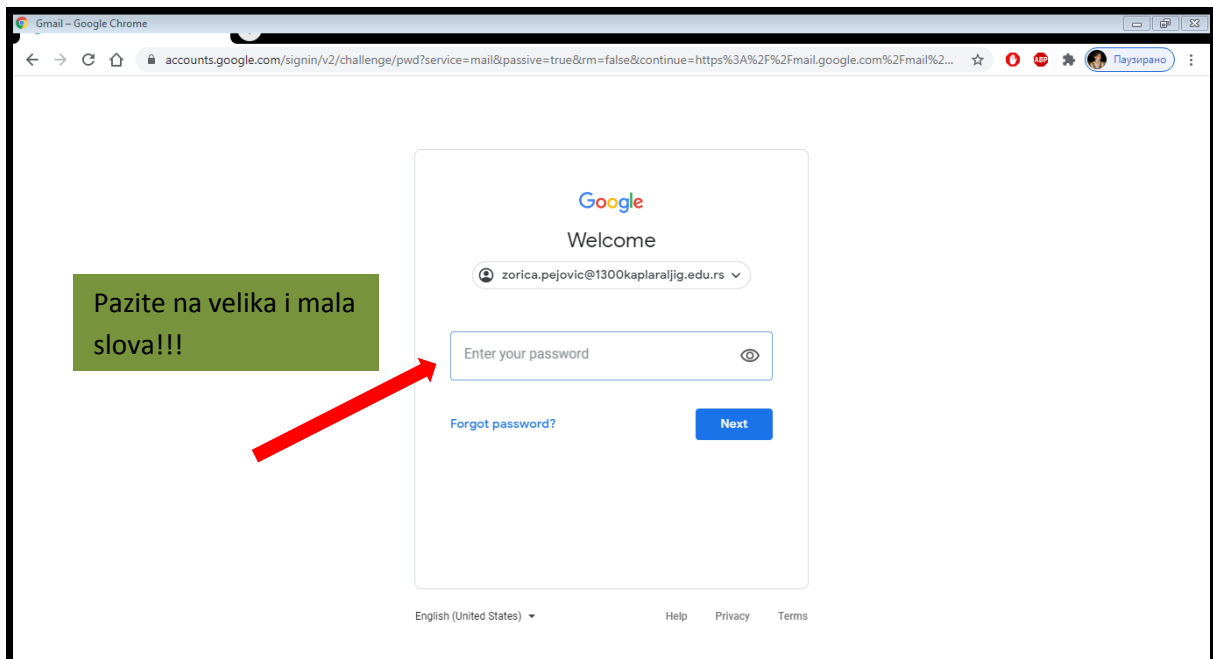 Gmail – Google Chrome
accounts.google.com/signin/v2/challenge/pwd?service=mail&passive=true&rm=false&continue=https%3A%2F%2Fmail.google.com%2Fmail%2...
ABP
Паузирано
Google
Welcome
zorica.pejovic@1300kaplaraljig.edu.rs
Pazite na velika i mala
slova!!!
Enter your password
Forgot password?
Next
English (United States)
Help Privacy Terms